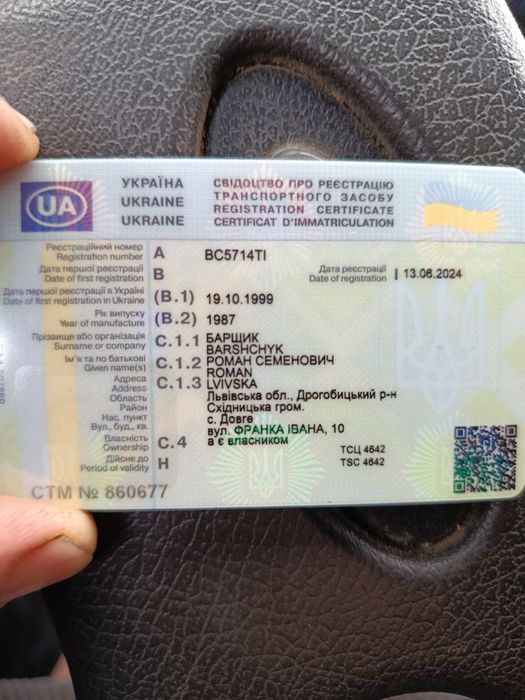 UA
УКРАЇНА
UKRAINE
UKRAINE
СВІДОЦТВО ПРО РЕЄСТРАЦІЮ
ТРАНСПОРТНОГО ЗАСОБУ
REGISTRATION CERTIFICATE
CERTIFICAT D'IMMATRICULATION
Реєстраційний номер
Registration number
A
BC5714TI
Дата першої реєстрації
Date of first registration
B
Дата реєстрації
Date of registration
I 13.06.2024
Дата першої реєстрації в Україні
Date of first registration in Ukraine
(B.1) 19.10.1999
Рік випуску
Year of manufacture
(B.2) 1987
Прізвище або організація
Surname or company
C.1.1 БАРЩИК
BARSHCHYK
Ім'я та по батькові
Given name(s)
C.1.2 РОМАН СЕМЕНОВИЧ
ROMAN
Адреса
Address
C.1.3 LVIVSKA
Область
Львівська обл., Дрогобицький р-н
Район
Східницька гром.
Нас. пункт
с. Довге
Вул., буд., кв.
вул. ФРАНКА ІВАНА, 10
Власність
Ownership
C.4 а є власником
Дійсне до
Period of validity
H
ТСЦ 4642
TSC 4642
СТМ № 860677